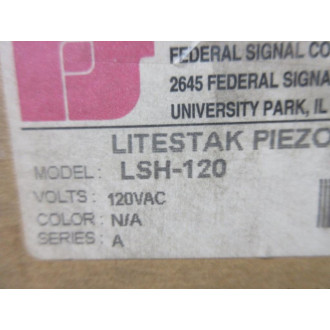 FEDERAL SIGNAL CO
2645 FEDERAL SIGNA
UNIVERSITY PARK, IL
LITESTAK PIEZO
MODEL: LSH-120
VOLTS: 120VAC
COLOR: N/A
SERIES: A